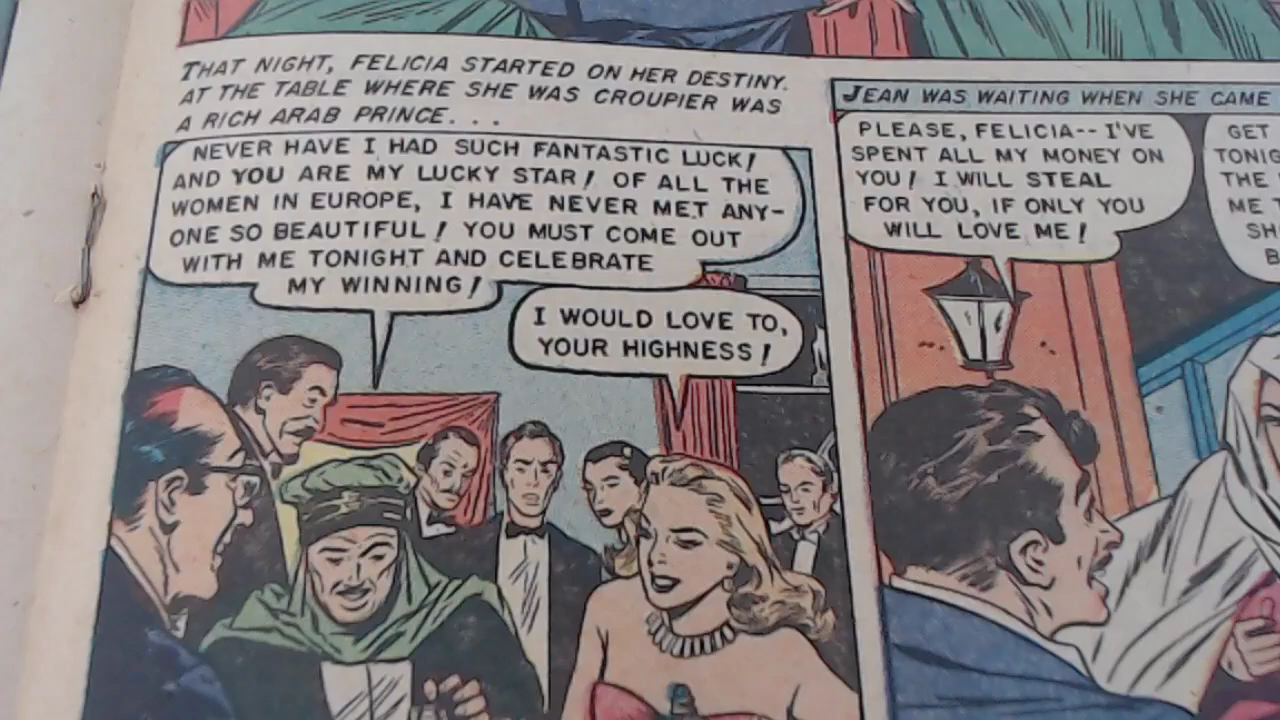 THAT NIGHT, FELICIA STARTED ON HER DESTINY.
AT THE TABLE WHERE SHE WAS CROUPIER WAS
A RICH ARAB PRINCE. . .
NEVER HAVE I HAD SUCH FANTASTIC LUCK!
AND YOU ARE MY LUCKY STAR! OF ALL THE
WOMEN IN EUROPE, I HAVE NEVER MET ANY-
ONE SO BEAUTIFUL! YOU MUST COME OUT
WITH ME TONIGHT AND CELEBRATE
MY WINNING!
I WOULD LOVE TO,
YOUR HIGHNESS!
JEAN WAS WAITING WHEN SHE CAME
PLEASE, FELICIA-- I'VE
SPENT ALL MY MONEY ON
YOU! I WILL STEAL
FOR YOU, IF ONLY YOU
WILL LOVE ME!
GET
THE
ME